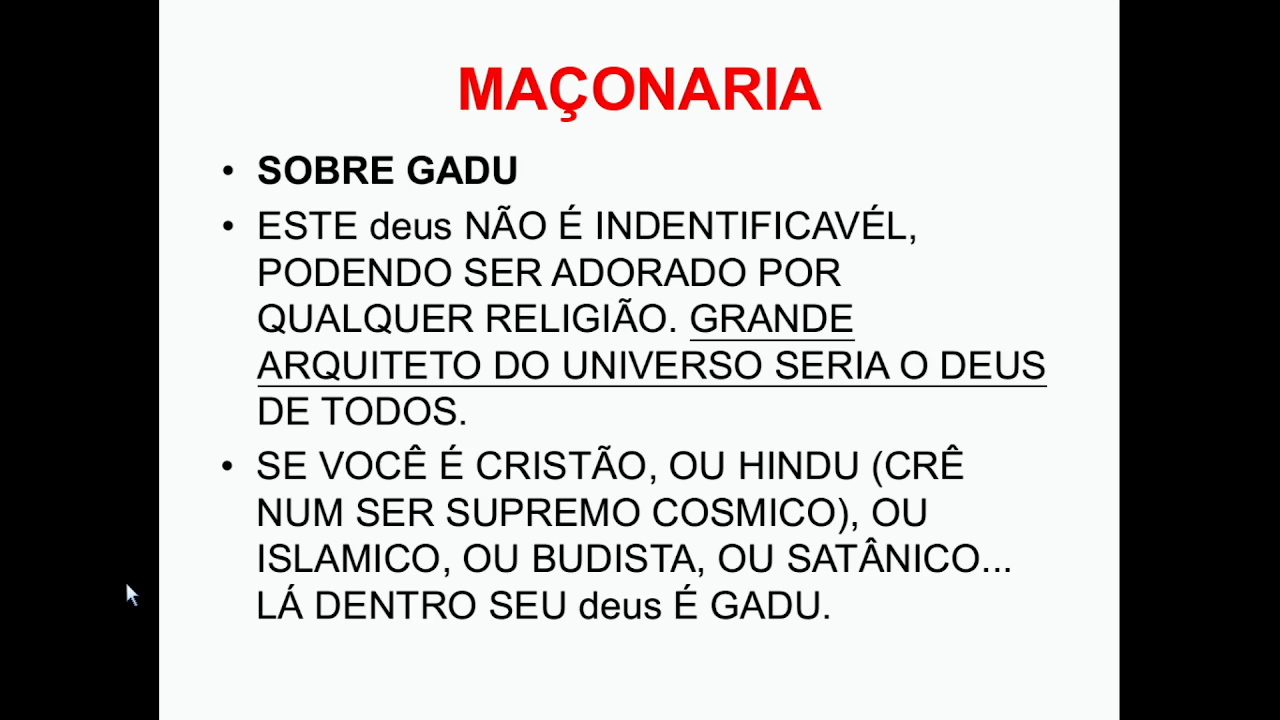 MAÇONARIA
• SOBRE GADU
• ESTE deus NÃO É INDENTIFICAVÉL,
PODENDO SER ADORADO POR
QUALQUER RELIGIÃO. GRANDE
ARQUITETO DO UNIVERSO SERIA O DEUS
DE TODOS.
• SE VOCÊ É CRISTÃO, OU HINDU (CRÊ
NUM SER SUPREMO COSMICO), OU
ISLAMICO, OU BUDISTA, OU SATÂNICO...
LÁ DENTRO SEU deus É GADU.